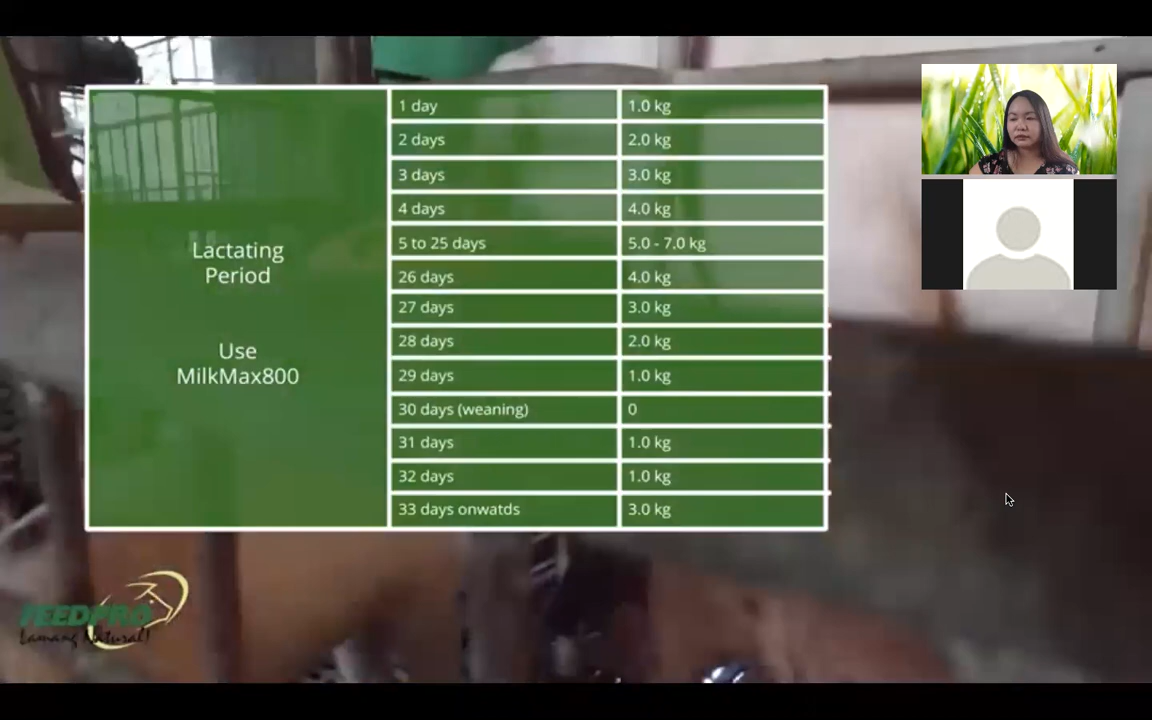 Lactating
Period
Use
MilkMax800
1 day 1.0 kg
2 days 2.0 kg
3 days 3.0 kg
4 days 4.0 kg
5 to 25 days 5.0 - 7.0 kg
26 days 4.0 kg
27 days 3.0 kg
28 days 2.0 kg
29 days 1.0 kg
30 days (weaning) 0
31 days 1.0 kg
32 days 1.0 kg
33 days onwatds 3.0 kg
FEEDPRO
Lamang Natural!